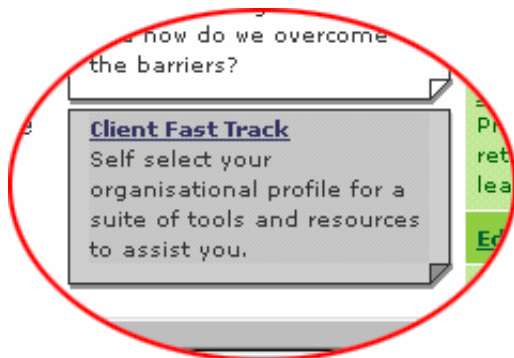 how do we overcome
the barriers?
Client Fast Track
Self select your
organisational profile for a
suite of tools and resources
to assist you.